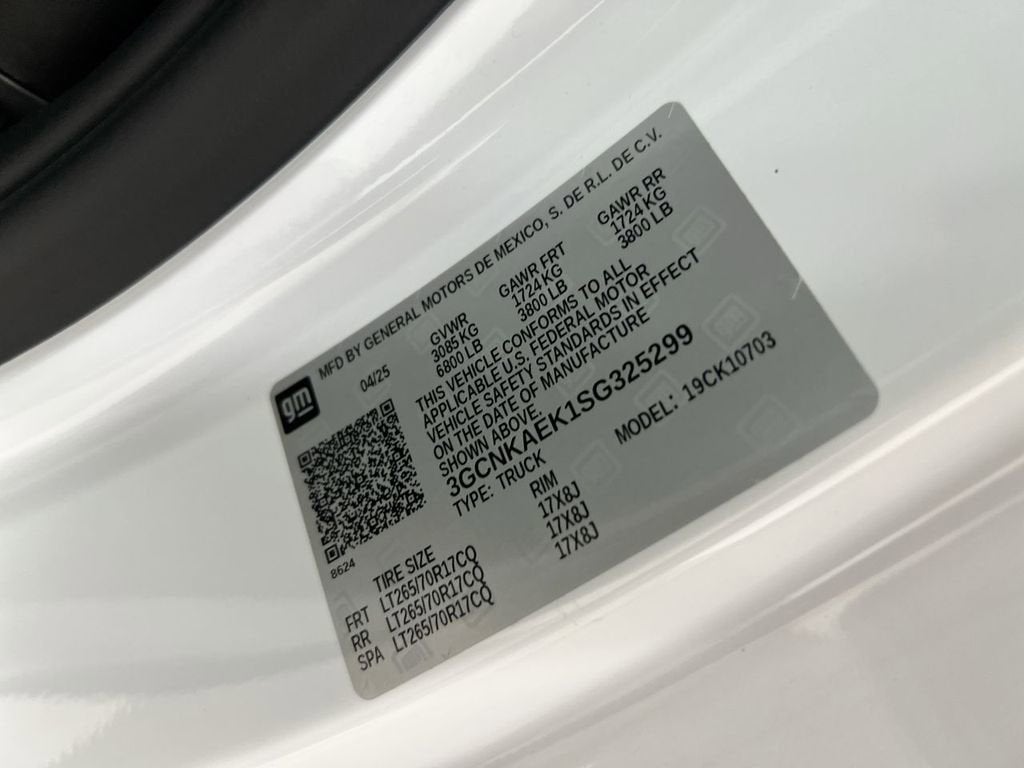 MFD BY GENERAL MOTORS DE MEXICO, S. DE R.L. DE C.V.
gm
04/25
GVWR GAWR FRT GAWR RR
3085 KG 1724 KG 1724 KG
6800 LB 3800 LB 3800 LB
THIS VEHICLE CONFORMS TO ALL
APPLICABLE U.S. FEDERAL MOTOR
VEHICLE SAFETY STANDARDS IN EFFECT
ON THE DATE OF MANUFACTURE
SHOWN ABOVE.
3GCNKAEK1SG325299
TYPE: TRUCK MODEL: 19CK10703
8624
TIRE SIZE RIM
FRT LT265/70R17CQ 17X8J
RR LT265/70R17CQ 17X8J
SPA LT265/70R17CQ 17X8J